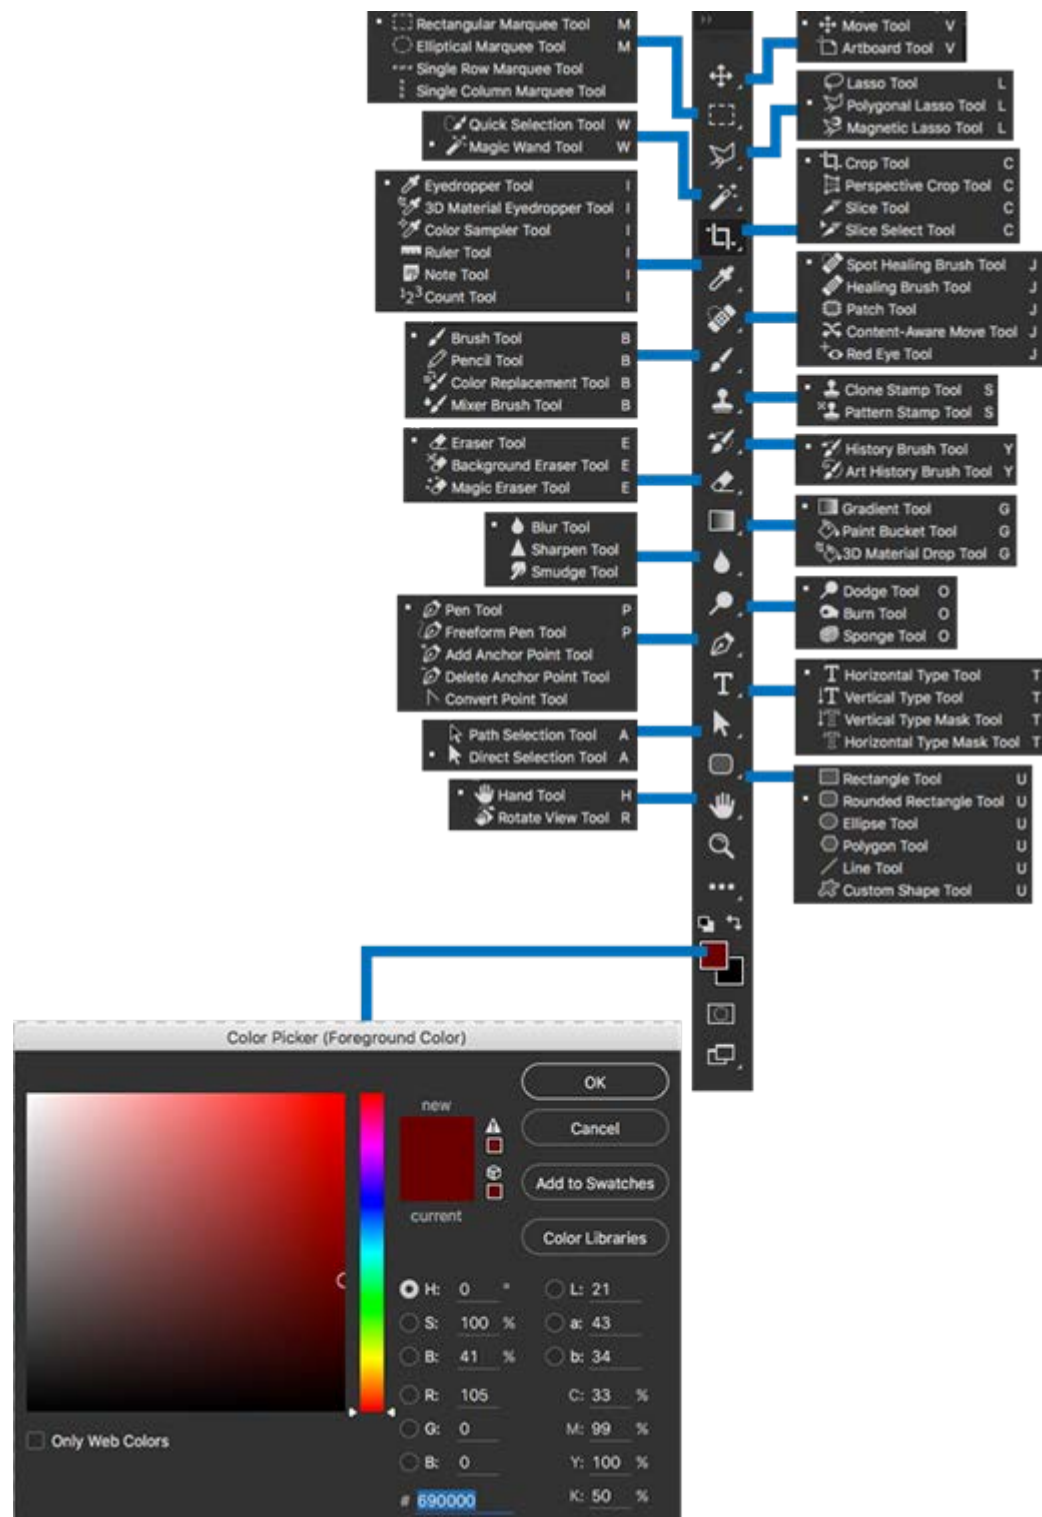 Rectangular Marquee Tool M
Elliptical Marquee Tool M
Single Row Marquee Tool
Single Column Marquee Tool
Quick Selection Tool W
Magic Wand Tool W
Eyedropper Tool I
3D Material Eyedropper Tool I
Color Sampler Tool I
Ruler Tool I
Note Tool I
Count Tool I
Brush Tool B
Pencil Tool B
Color Replacement Tool B
Mixer Brush Tool B
Eraser Tool E
Background Eraser Tool E
Magic Eraser Tool E
Blur Tool
Sharpen Tool
Smudge Tool
Pen Tool P
Freeform Pen Tool P
Add Anchor Point Tool
Delete Anchor Point Tool
Convert Point Tool
Path Selection Tool A
Direct Selection Tool A
Hand Tool H
Rotate View Tool R
Move Tool V
Artboard Tool V
Lasso Tool L
Polygonal Lasso Tool L
Magnetic Lasso Tool L
Crop Tool C
Perspective Crop Tool C
Slice Tool C
Slice Select Tool C
Spot Healing Brush Tool J
Healing Brush Tool J
Patch Tool J
Content-Aware Move Tool J
Red Eye Tool J
Clone Stamp Tool S
Pattern Stamp Tool S
History Brush Tool Y
Art History Brush Tool Y
Gradient Tool G
Paint Bucket Tool G
3D Material Drop Tool G
Dodge Tool O
Burn Tool O
Sponge Tool O
Horizontal Type Tool T
Vertical Type Tool T
Vertical Type Mask Tool T
Horizontal Type Mask Tool T
Rectangle Tool U
Rounded Rectangle Tool U
Ellipse Tool U
Polygon Tool U
Line Tool U
Custom Shape Tool U
Color Picker (Foreground Color)
new
current
OK
Cancel
Add to Swatches
Color Libraries
H: 0 ° L: 21
S: 100 % a: 43
B: 41 % b: 34
R: 105 C: 33 %
G: 0 M: 99 %
B: 0 Y: 100 %
# 690000 K: 50 %
Only Web Colors